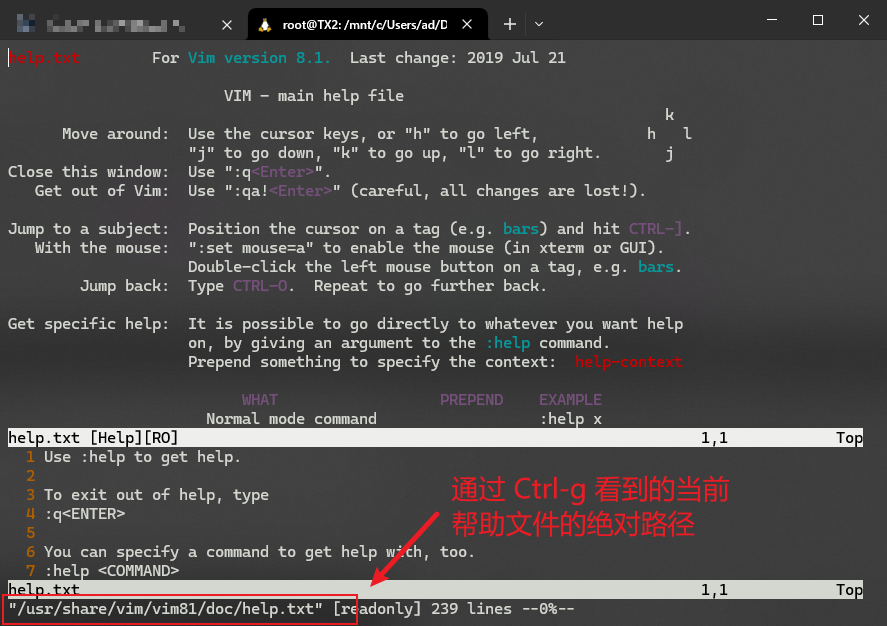 root@TX2: /mnt/c/Users/ad/D
help.txt For Vim version 8.1. Last change: 2019 Jul 21
VIM - main help file
k
Move around: Use the cursor keys, or "h" to go left, h l
"j" to go down, "k" to go up, "l" to go right. j
Close this window: Use ":q<Enter>".
Get out of Vim: Use ":qa!<Enter>" (careful, all changes are lost!).
Jump to a subject: Position the cursor on a tag (e.g. bars) and hit CTRL-].
With the mouse: ":set mouse=a" to enable the mouse (in xterm or GUI).
Double-click the left mouse button on a tag, e.g. bars.
Jump back: Type CTRL-O. Repeat to go further back.
Get specific help: It is possible to go directly to whatever you want help
on, by giving an argument to the :help command.
Prepend something to specify the context: help-context
WHAT PREPEND EXAMPLE
Normal mode command :help x
help.txt [Help][RO] 1,1 Top
1 Use :help to get help.
2
3 To exit out of help, type
4 :q<ENTER>
5
6 You can specify a command to get help with, too.
7 :help <COMMAND>
通过 Ctrl-g 看到的当前
帮助文件的绝对路径
help.txt 1,1 Top
"/usr/share/vim/vim81/doc/help.txt" [readonly] 239 lines --0%--